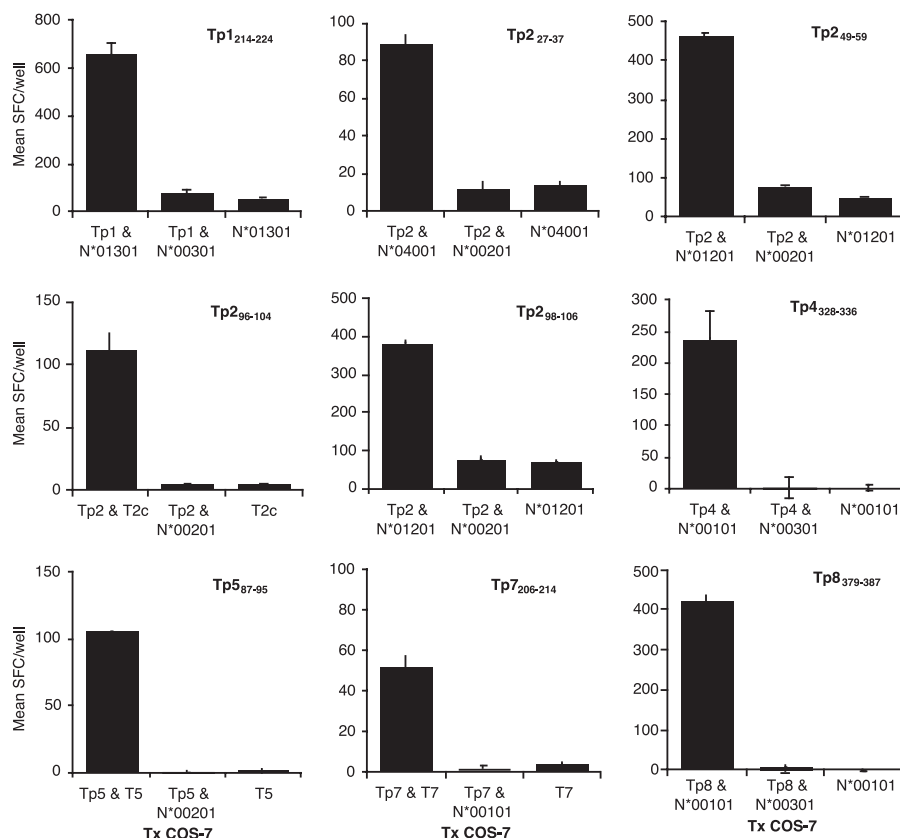 Tp1214-224
Mean SFC/well
800
600
400
200
0
Tp1 & N*01301
Tp1 & N*00301
N*01301
Tp227-37
100
80
60
40
20
0
Tp2 & N*04001
Tp2 & N*00201
N*04001
Tp249-59
500
400
300
200
100
0
Tp2 & N*01201
Tp2 & N*00201
N*01201
Tp296-104
Mean SFC/well
150
100
50
0
Tp2 & T2c
Tp2 & N*00201
T2c
Tp298-106
500
400
300
200
100
0
Tp2 & N*01201
Tp2 & N*00201
N*01201
Tp4328-336
300
250
200
150
100
50
0
Tp4 & N*00101
Tp4 & N*00301
N*00101
Tp587-95
Mean SFC/well
150
100
50
0
Tp5 & T5
Tp5 & N*00201
T5
Tx COS-7
Tp7206-214
100
80
60
40
20
0
Tp7 & T7
Tp7 & N*00101
T7
Tx COS-7
Tp8379-387
500
400
300
200
100
0
Tp8 & N*00101
Tp8 & N*00301
N*00101
Tx COS-7